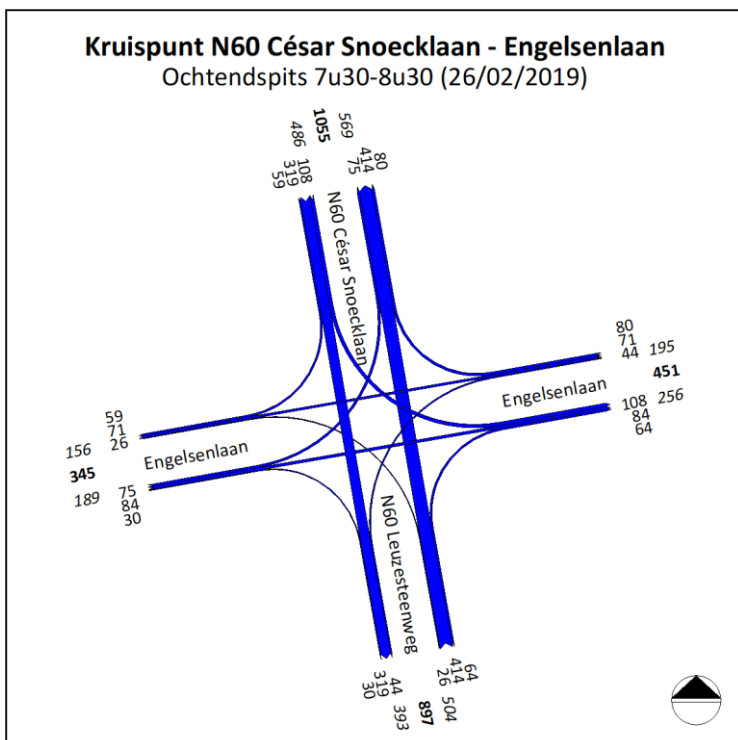 Kruispunt N60 César Snoecklaan - Engelsenlaan
Ochtendspits 7u30-8u30 (26/02/2019)
486 1055 569
59 319 108
75 414 80
N60 César Snoecklaan
80
71
44 195
451
Engelsenlaan
108 256
84
64
59
71
156 26
345
Engelsenlaan
189 75
84
30
N60 Leuzesteenweg
30 319 44
26 414 64
393 897 504